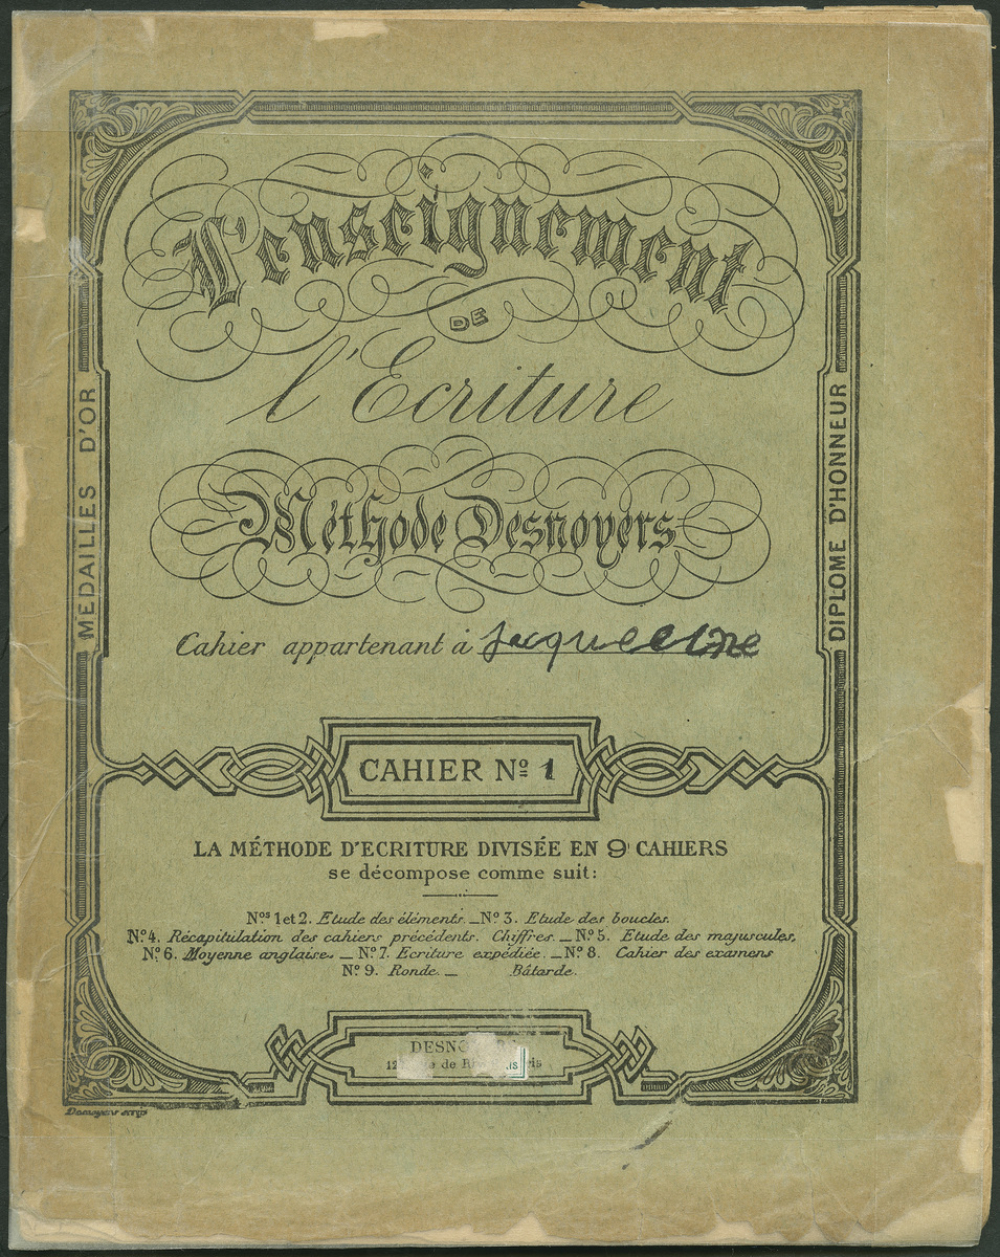 L'enseignement
DE
l'Ecriture
Méthode Desnoyers
MEDAILLES D'OR
DIPLOME D'HONNEUR
Cahier appartenant à Jacqueline
CAHIER Nº 1
LA MÉTHODE D'ECRITURE DIVISÉE EN 9 CAHIERS
se décompose comme suit:
Nºs 1 et 2. Etude des éléments. _ Nº 3. Etude des boucles.
Nº 4. Récapitulation des cahiers précédents. Chiffres. _ Nº 5. Etude des majuscules,
Nº 6. Moyenne anglaise. _ Nº 7. Ecriture expédiée. _ Nº 8. Cahier des examens
Nº 9. Ronde. _ Bâtarde.
de
Desnoyers scrip